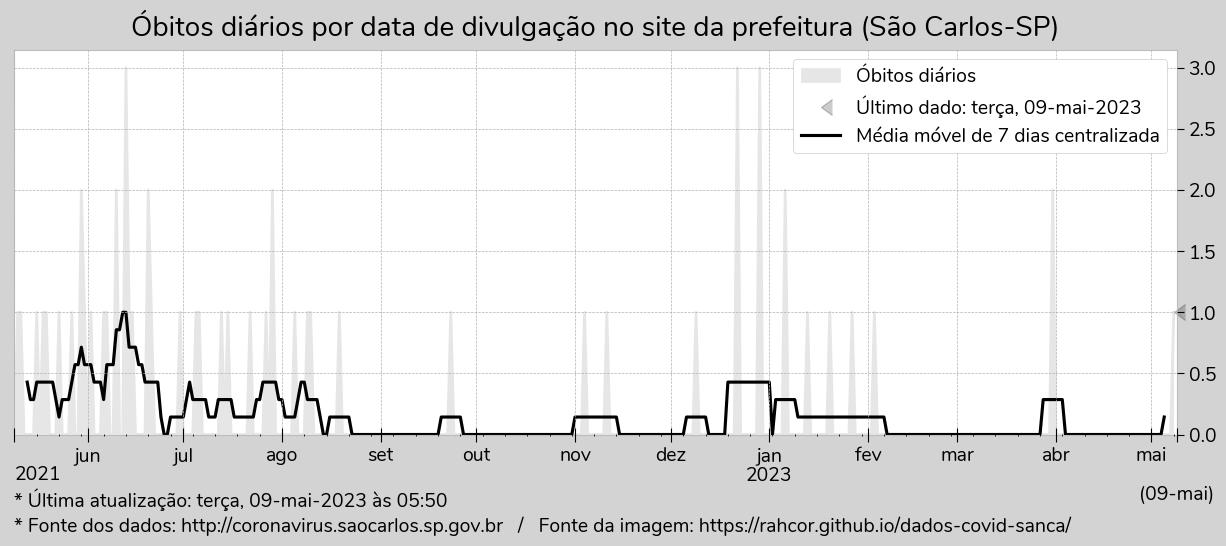 Óbitos diários por data de divulgação no site da prefeitura (São Carlos-SP)
Óbitos diários
Último dado: terça, 09-mai-2023
Média móvel de 7 dias centralizada
3.0
2.5
2.0
1.5
1.0
0.5
0.0
jun jul ago set out nov dez jan fev mar abr mai
2021 2023
(09-mai)
* Última atualização: terça, 09-mai-2023 às 05:50
* Fonte dos dados: http://coronavirus.saocarlos.sp.gov.br / Fonte da imagem: https://rahcor.github.io/dados-covid-sanca/